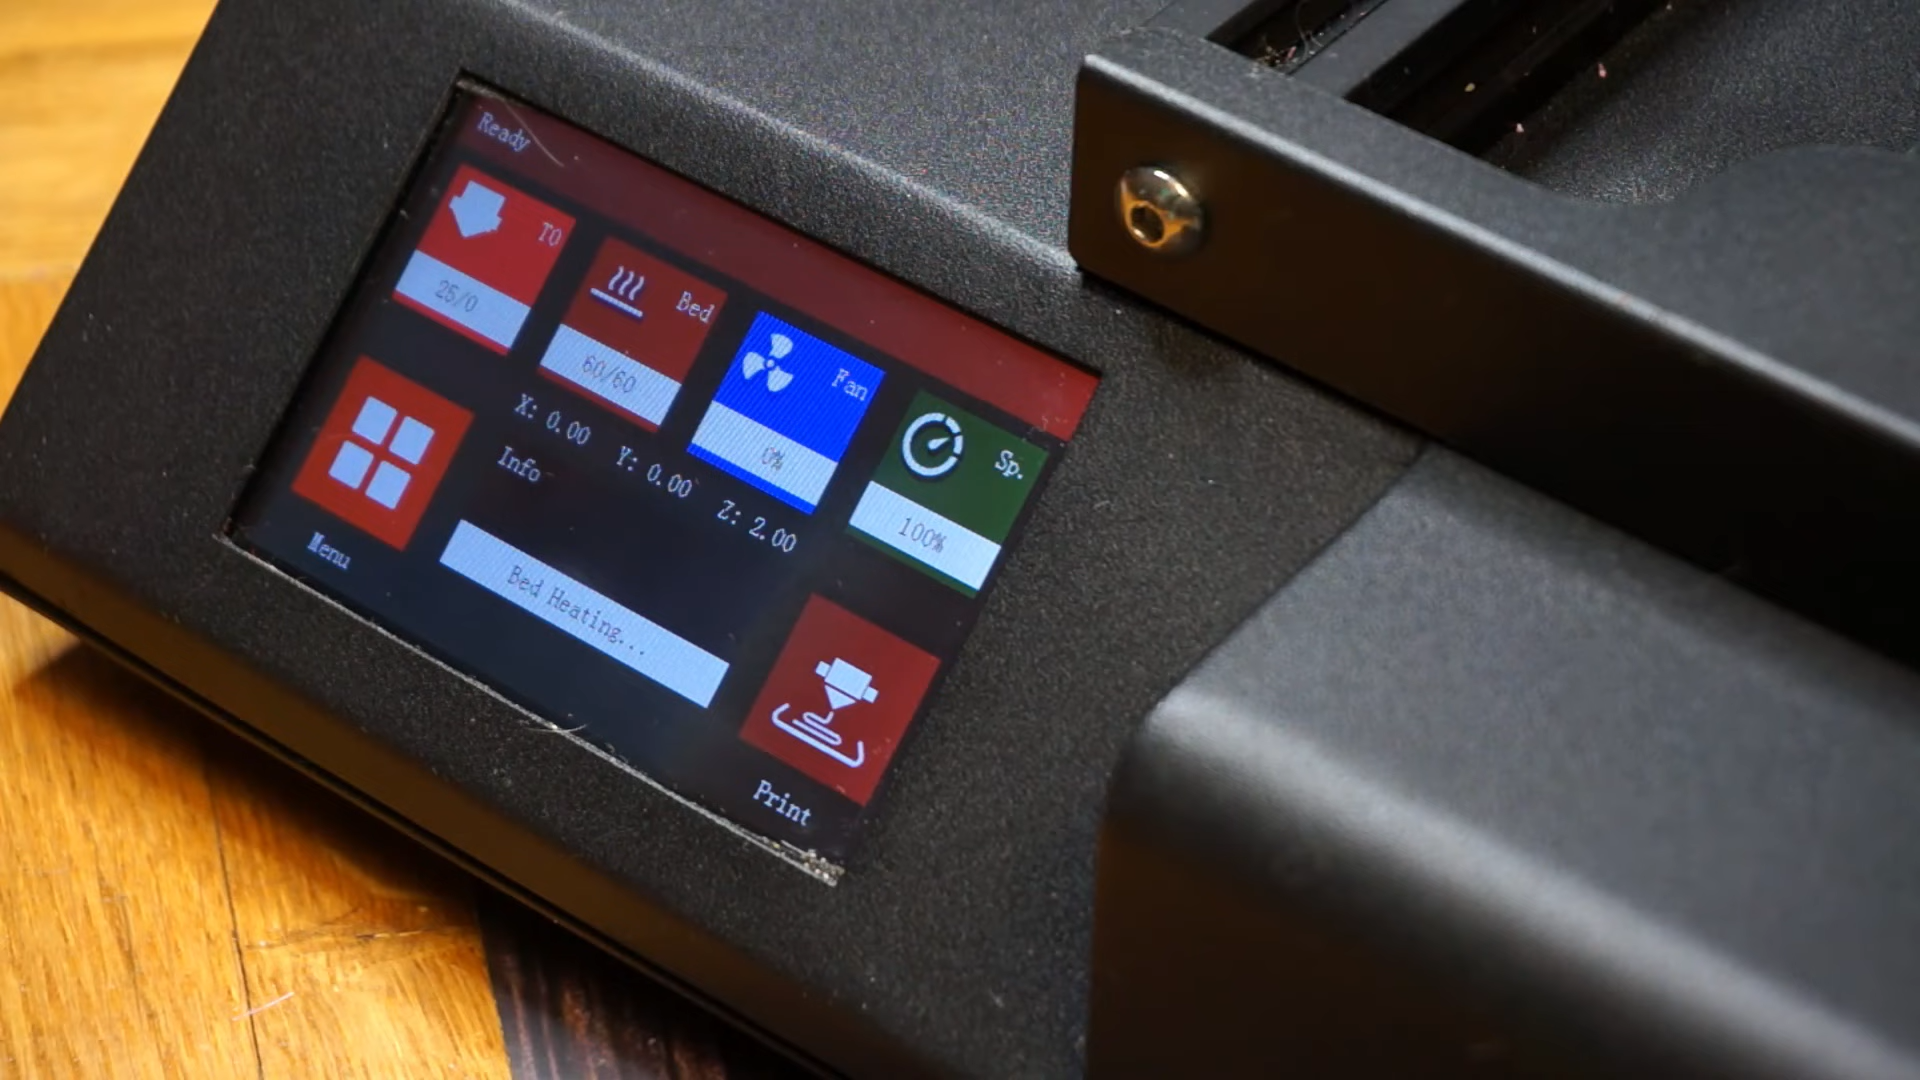 Ready
T0
25/0
Bed
60/60
Fan
0%
Sp.
100%
X: 0.00 Y: 0.00 Z: 2.00
Info
Bed Heating...
Menu
Print